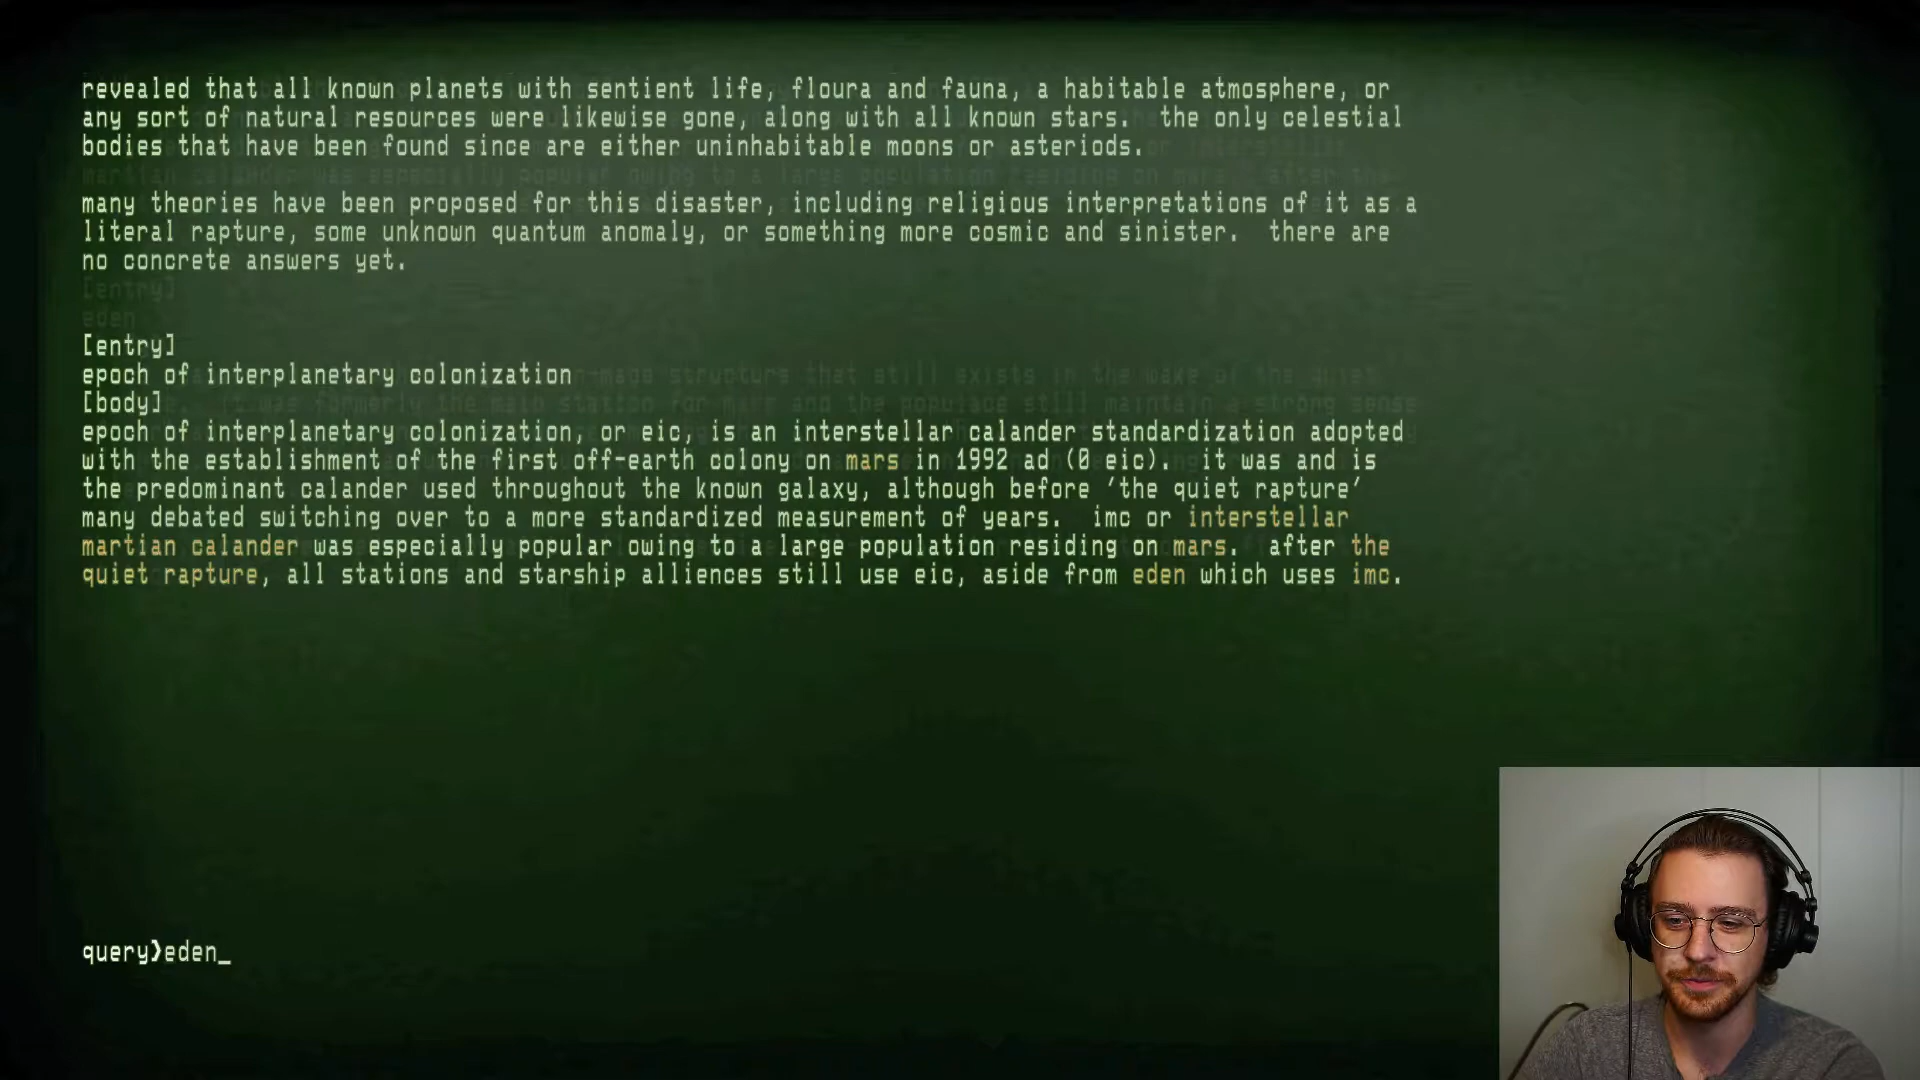 revealed that all known planets with sentient life, floura and fauna, a habitable atmosphere, or
any sort of natural resources were likewise gone, along with all known stars.  the only celestial
bodies that have been found since are either uninhabitable moons or asteriods.
many theories have been proposed for this disaster, including religious interpretations of it as a
literal rapture, some unknown quantum anomaly, or something more cosmic and sinister.  there are
no concrete answers yet.
[entry]
eden
[entry]
epoch of interplanetary colonization
[body]
epoch of interplanetary colonization, or eic, is an interstellar calander standardization adopted
with the establishment of the first off-earth colony on mars in 1992 ad (0 eic).  it was and is
the predominant calander used throughout the known galaxy, although before 'the quiet rapture'
many debated switching over to a more standardized measurement of years.  imc or interstellar
martian calander was especially popular owing to a large population residing on mars.  after the
quiet rapture, all stations and starship alliences still use eic, aside from eden which uses imc.
query>eden_